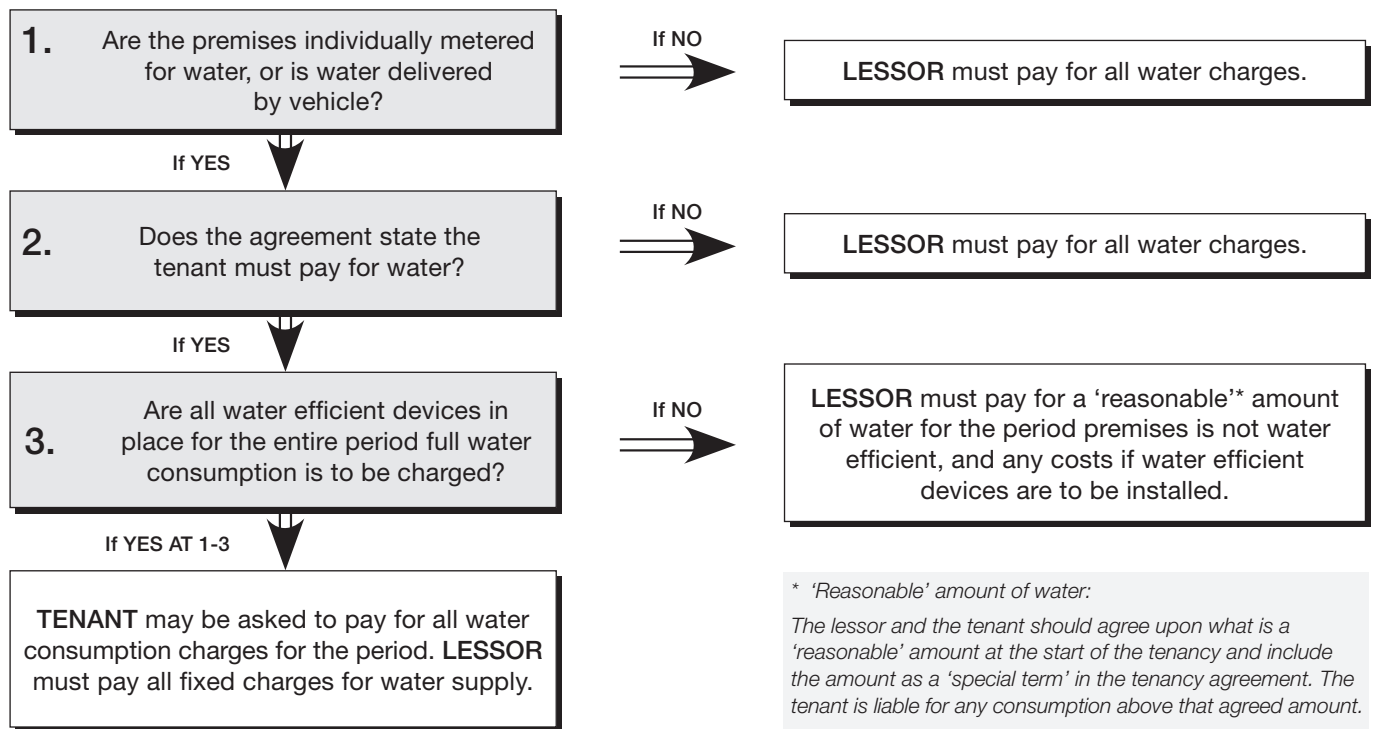 1.
Are the premises individually metered
for water, or is water delivered
by vehicle?
If NO
LESSOR must pay for all water charges.
If YES
2.
Does the agreement state the
tenant must pay for water?
If NO
LESSOR must pay for all water charges.
If YES
3.
Are all water efficient devices in
place for the entire period full water
consumption is to be charged?
If NO
LESSOR must pay for a ‘reasonable’* amount
of water for the period premises is not water
efficient, and any costs if water efficient
devices are to be installed.
If YES AT 1-3
TENANT may be asked to pay for all water
consumption charges for the period. LESSOR
must pay all fixed charges for water supply.
* ‘Reasonable’ amount of water:
The lessor and the tenant should agree upon what is a
‘reasonable’ amount at the start of the tenancy and include
the amount as a ‘special term’ in the tenancy agreement. The
tenant is liable for any consumption above that agreed amount.